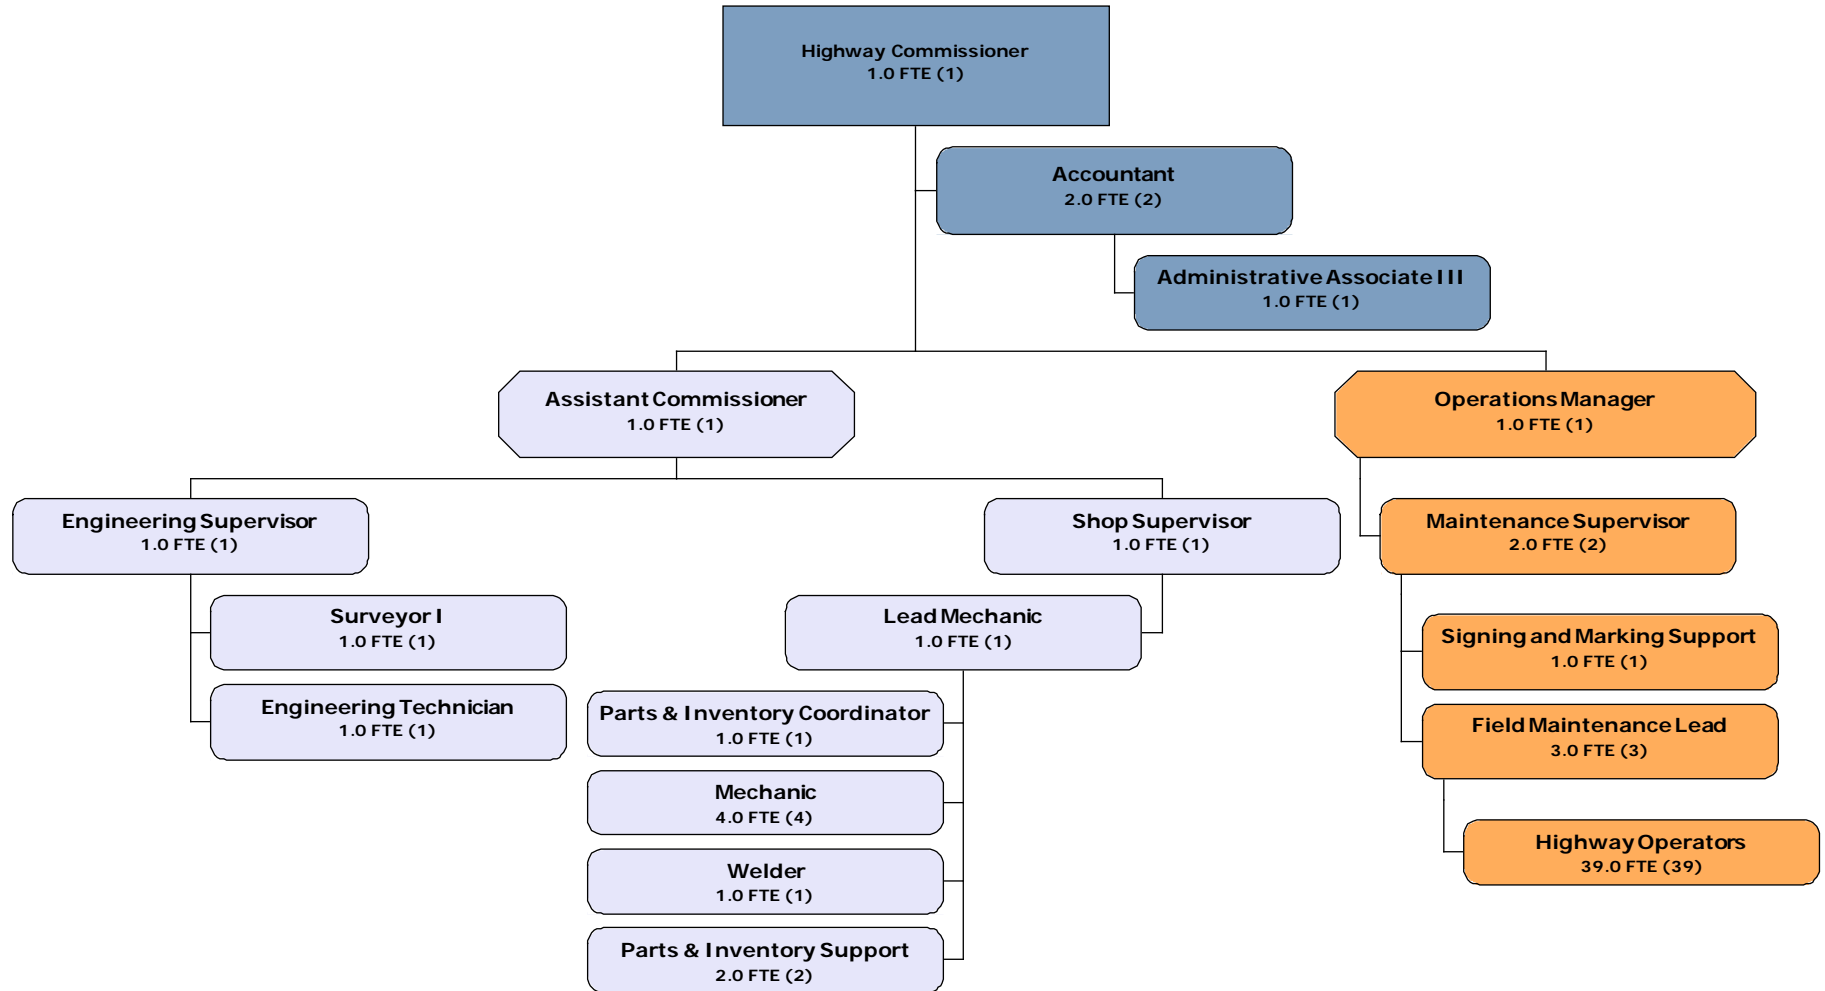 Highway Commissioner
1.0 FTE (1)
Accountant
2.0 FTE (2)
Administrative Associate III
1.0 FTE (1)
Assistant Commissioner
1.0 FTE (1)
Operations Manager
1.0 FTE (1)
Engineering Supervisor
1.0 FTE (1)
Shop Supervisor
1.0 FTE (1)
Maintenance Supervisor
2.0 FTE (2)
Surveyor I
1.0 FTE (1)
Lead Mechanic
1.0 FTE (1)
Signing and Marking Support
1.0 FTE (1)
Engineering Technician
1.0 FTE (1)
Parts & Inventory Coordinator
1.0 FTE (1)
Field Maintenance Lead
3.0 FTE (3)
Mechanic
4.0 FTE (4)
Highway Operators
39.0 FTE (39)
Welder
1.0 FTE (1)
Parts & Inventory Support
2.0 FTE (2)